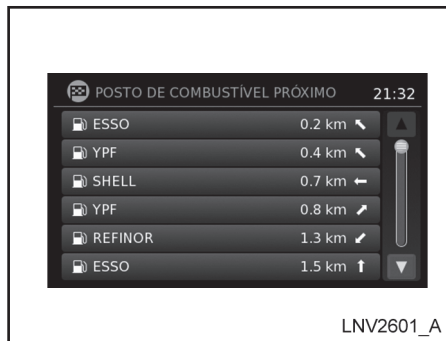 POSTO DE COMBUSTÍVEL PRÓXIMO 21:32
ESSO 0.2 km
YPF 0.4 km
SHELL 0.7 km
YPF 0.8 km
REFINOR 1.3 km
ESSO 1.5 km
LNV2601_A